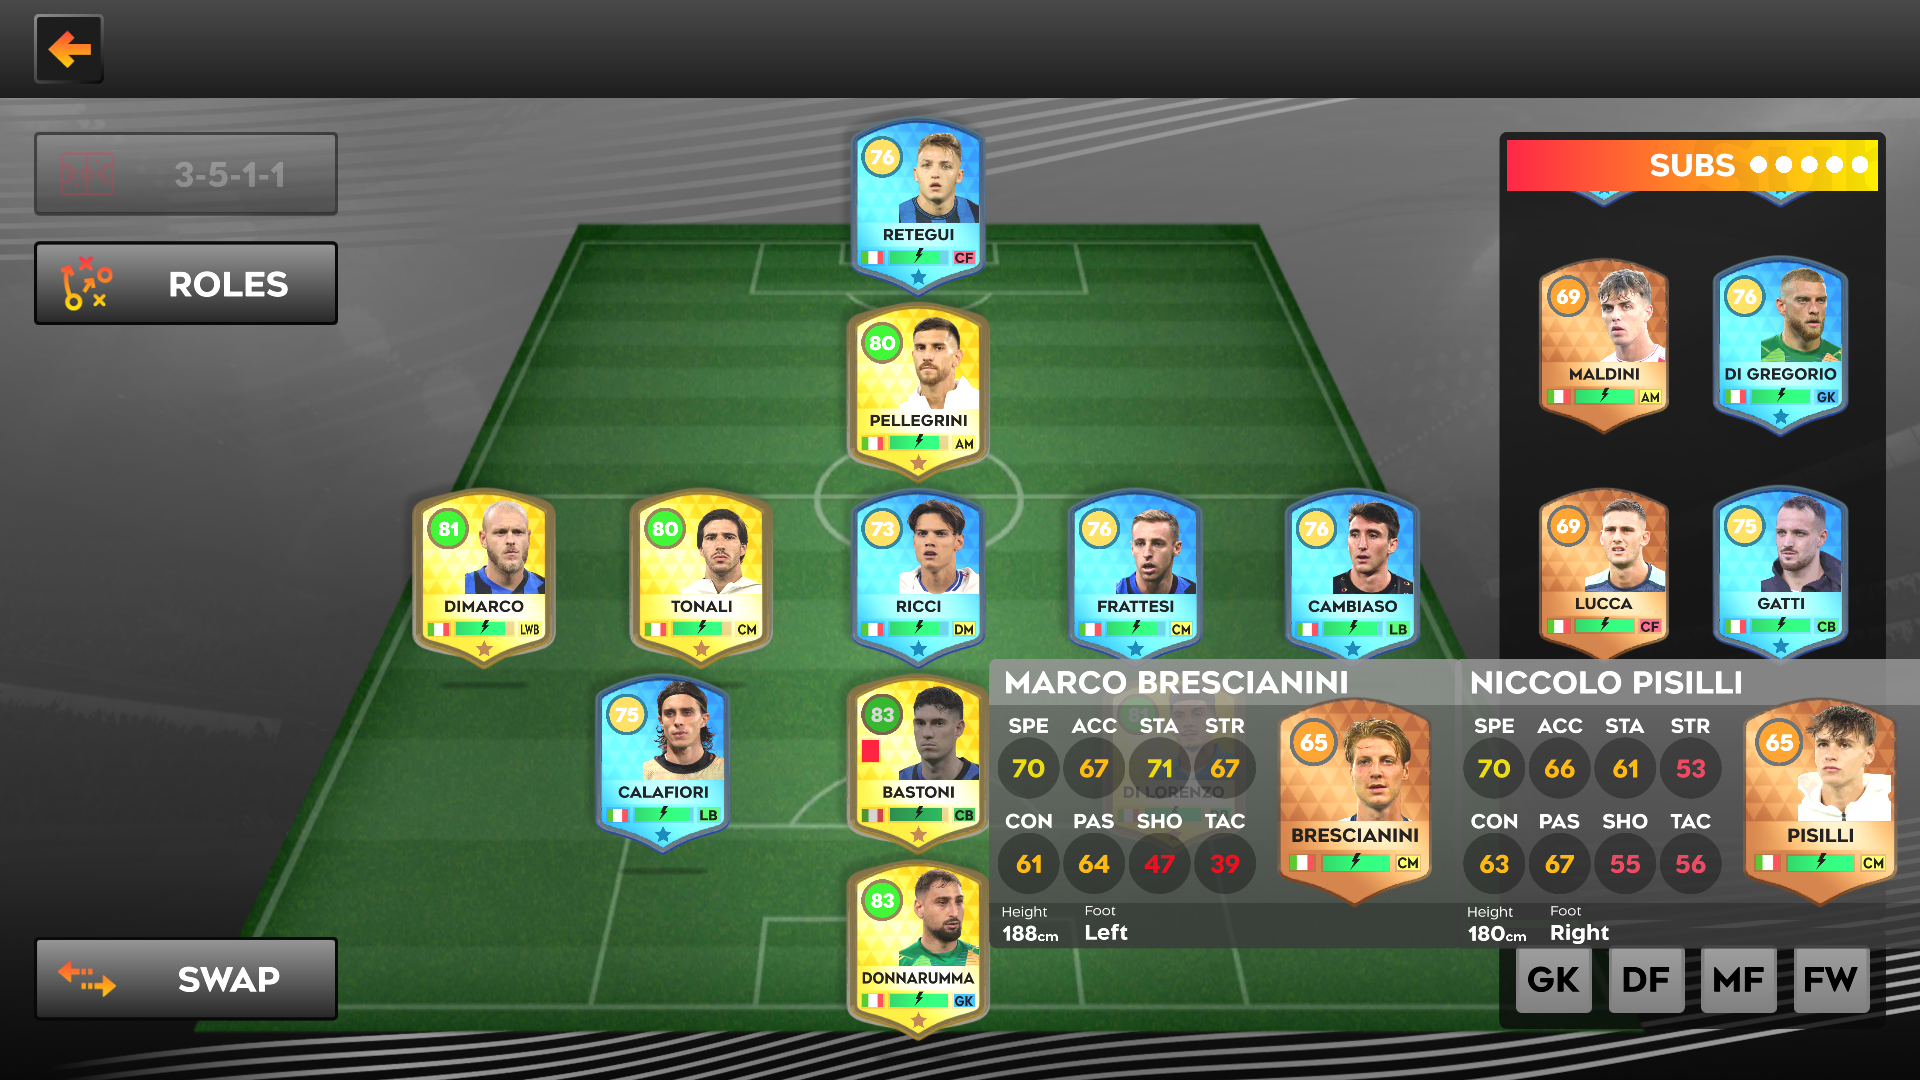 3-5-1-1
ROLES
SWAP
76
RETEGUI
CF
80
PELLEGRINI
AM
81
DIMARCO
LWB
80
TONALI
CM
73
RICCI
DM
76
FRATTESI
CM
76
CAMBIASO
LB
75
CALAFIORI
LB
83
BASTONI
CB
81
DI LORENZO
83
DONNARUMMA
GK
SUBS
69
MALDINI
AM
76
DI GREGORIO
GK
69
LUCCA
CF
75
GATTI
CB
MARCO BRESCIANINI
SPE ACC STA STR
70 67 71 67
CON PAS SHO TAC
61 64 47 39
Height Foot
188cm Left
65
BRESCIANINI
CM
NICCOLO PISILLI
SPE ACC STA STR
70 66 61 53
CON PAS SHO TAC
63 67 55 56
Height Foot
180cm Right
65
PISILLI
CM
GK DF MF FW